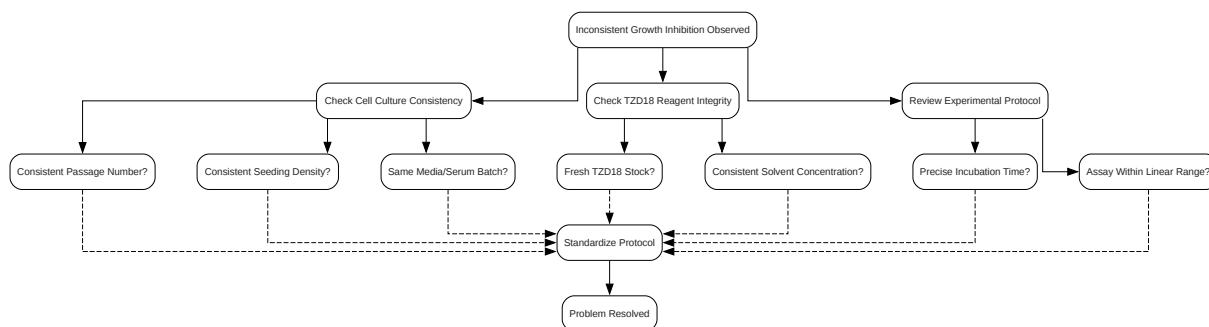 Inconsistent Growth Inhibition Observed
Check Cell Culture Consistency
Check TZD18 Reagent Integrity
Review Experimental Protocol
Consistent Passage Number?
Consistent Seeding Density?
Same Media/Serum Batch?
Fresh TZD18 Stock?
Consistent Solvent Concentration?
Precise Incubation Time?
Assay Within Linear Range?
Standardize Protocol
Problem Resolved